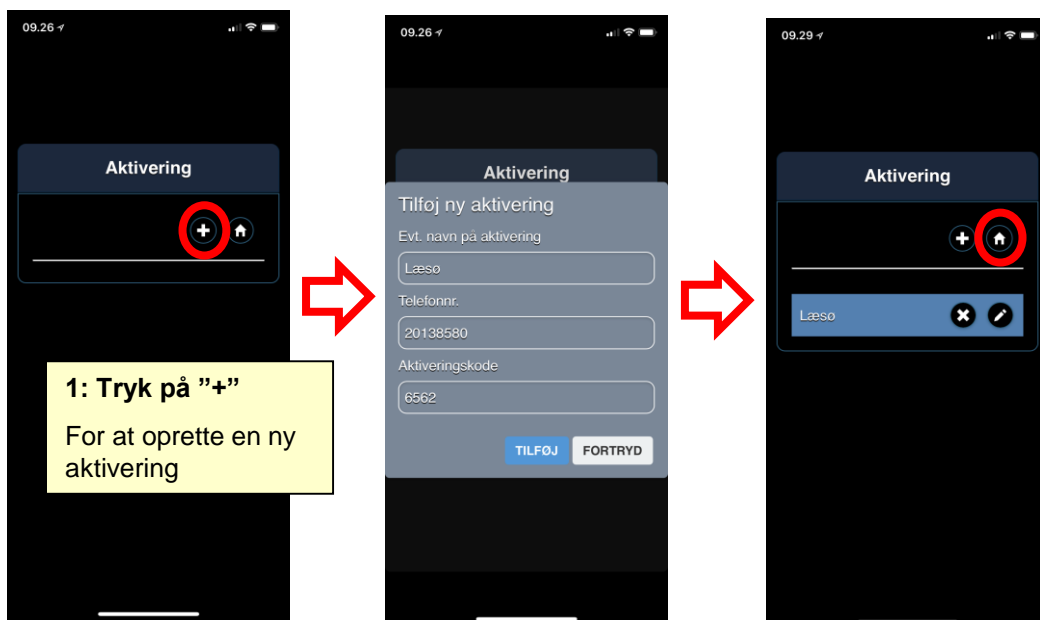 09.26
Aktivering
1: Tryk på ”+”
For at oprette en ny
aktivering
09.26
Aktivering
Tilføj ny aktivering
Evt. navn på aktivering
Læsø
Telefonnr.
20138580
Aktiveringskode
6562
TILFØJ FORTRYD
09.29
Aktivering
Læsø